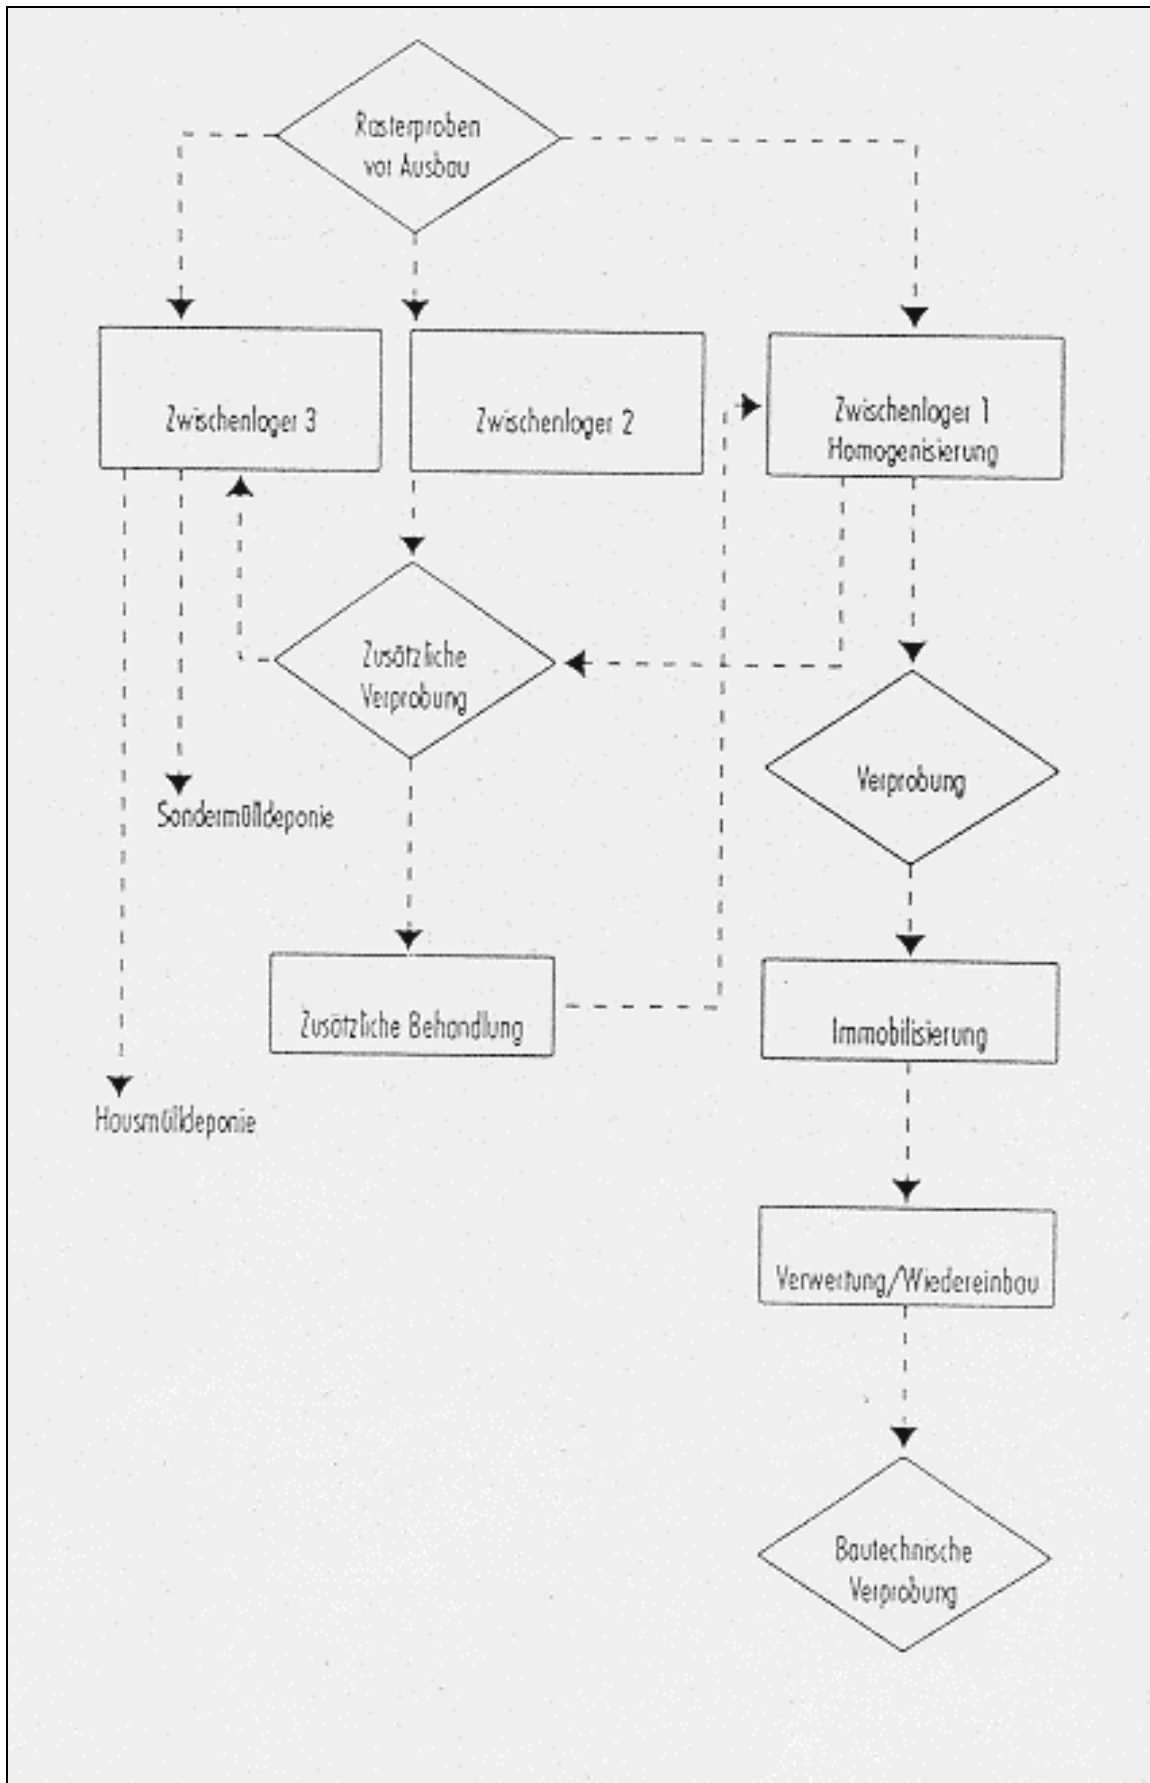 Rasterproben
vor Ausbau
Zwischenlager 3
Zwischenlager 2
Zwischenlager 1
Homogenisierung
Zusätzliche
Verprobung
Verprobung
Sondermülldeponie
Zusätzliche Behandlung
Immobilisierung
Hausmülldeponie
Verwertung/Wiedereinbau
Bautechnische
Verprobung